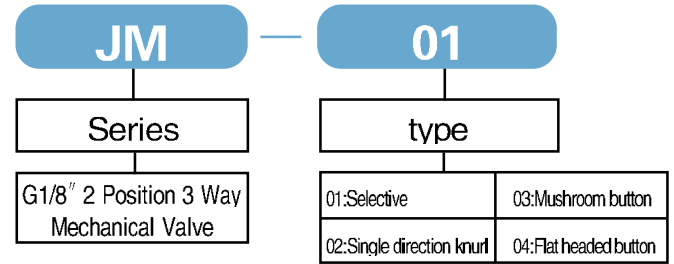 JM — 01
Series
type
G1/8″ 2 Position 3 Way
Mechanical Valve
01:Selective
03:Mushroom button
02:Single direction knurl
04:Flat headed button